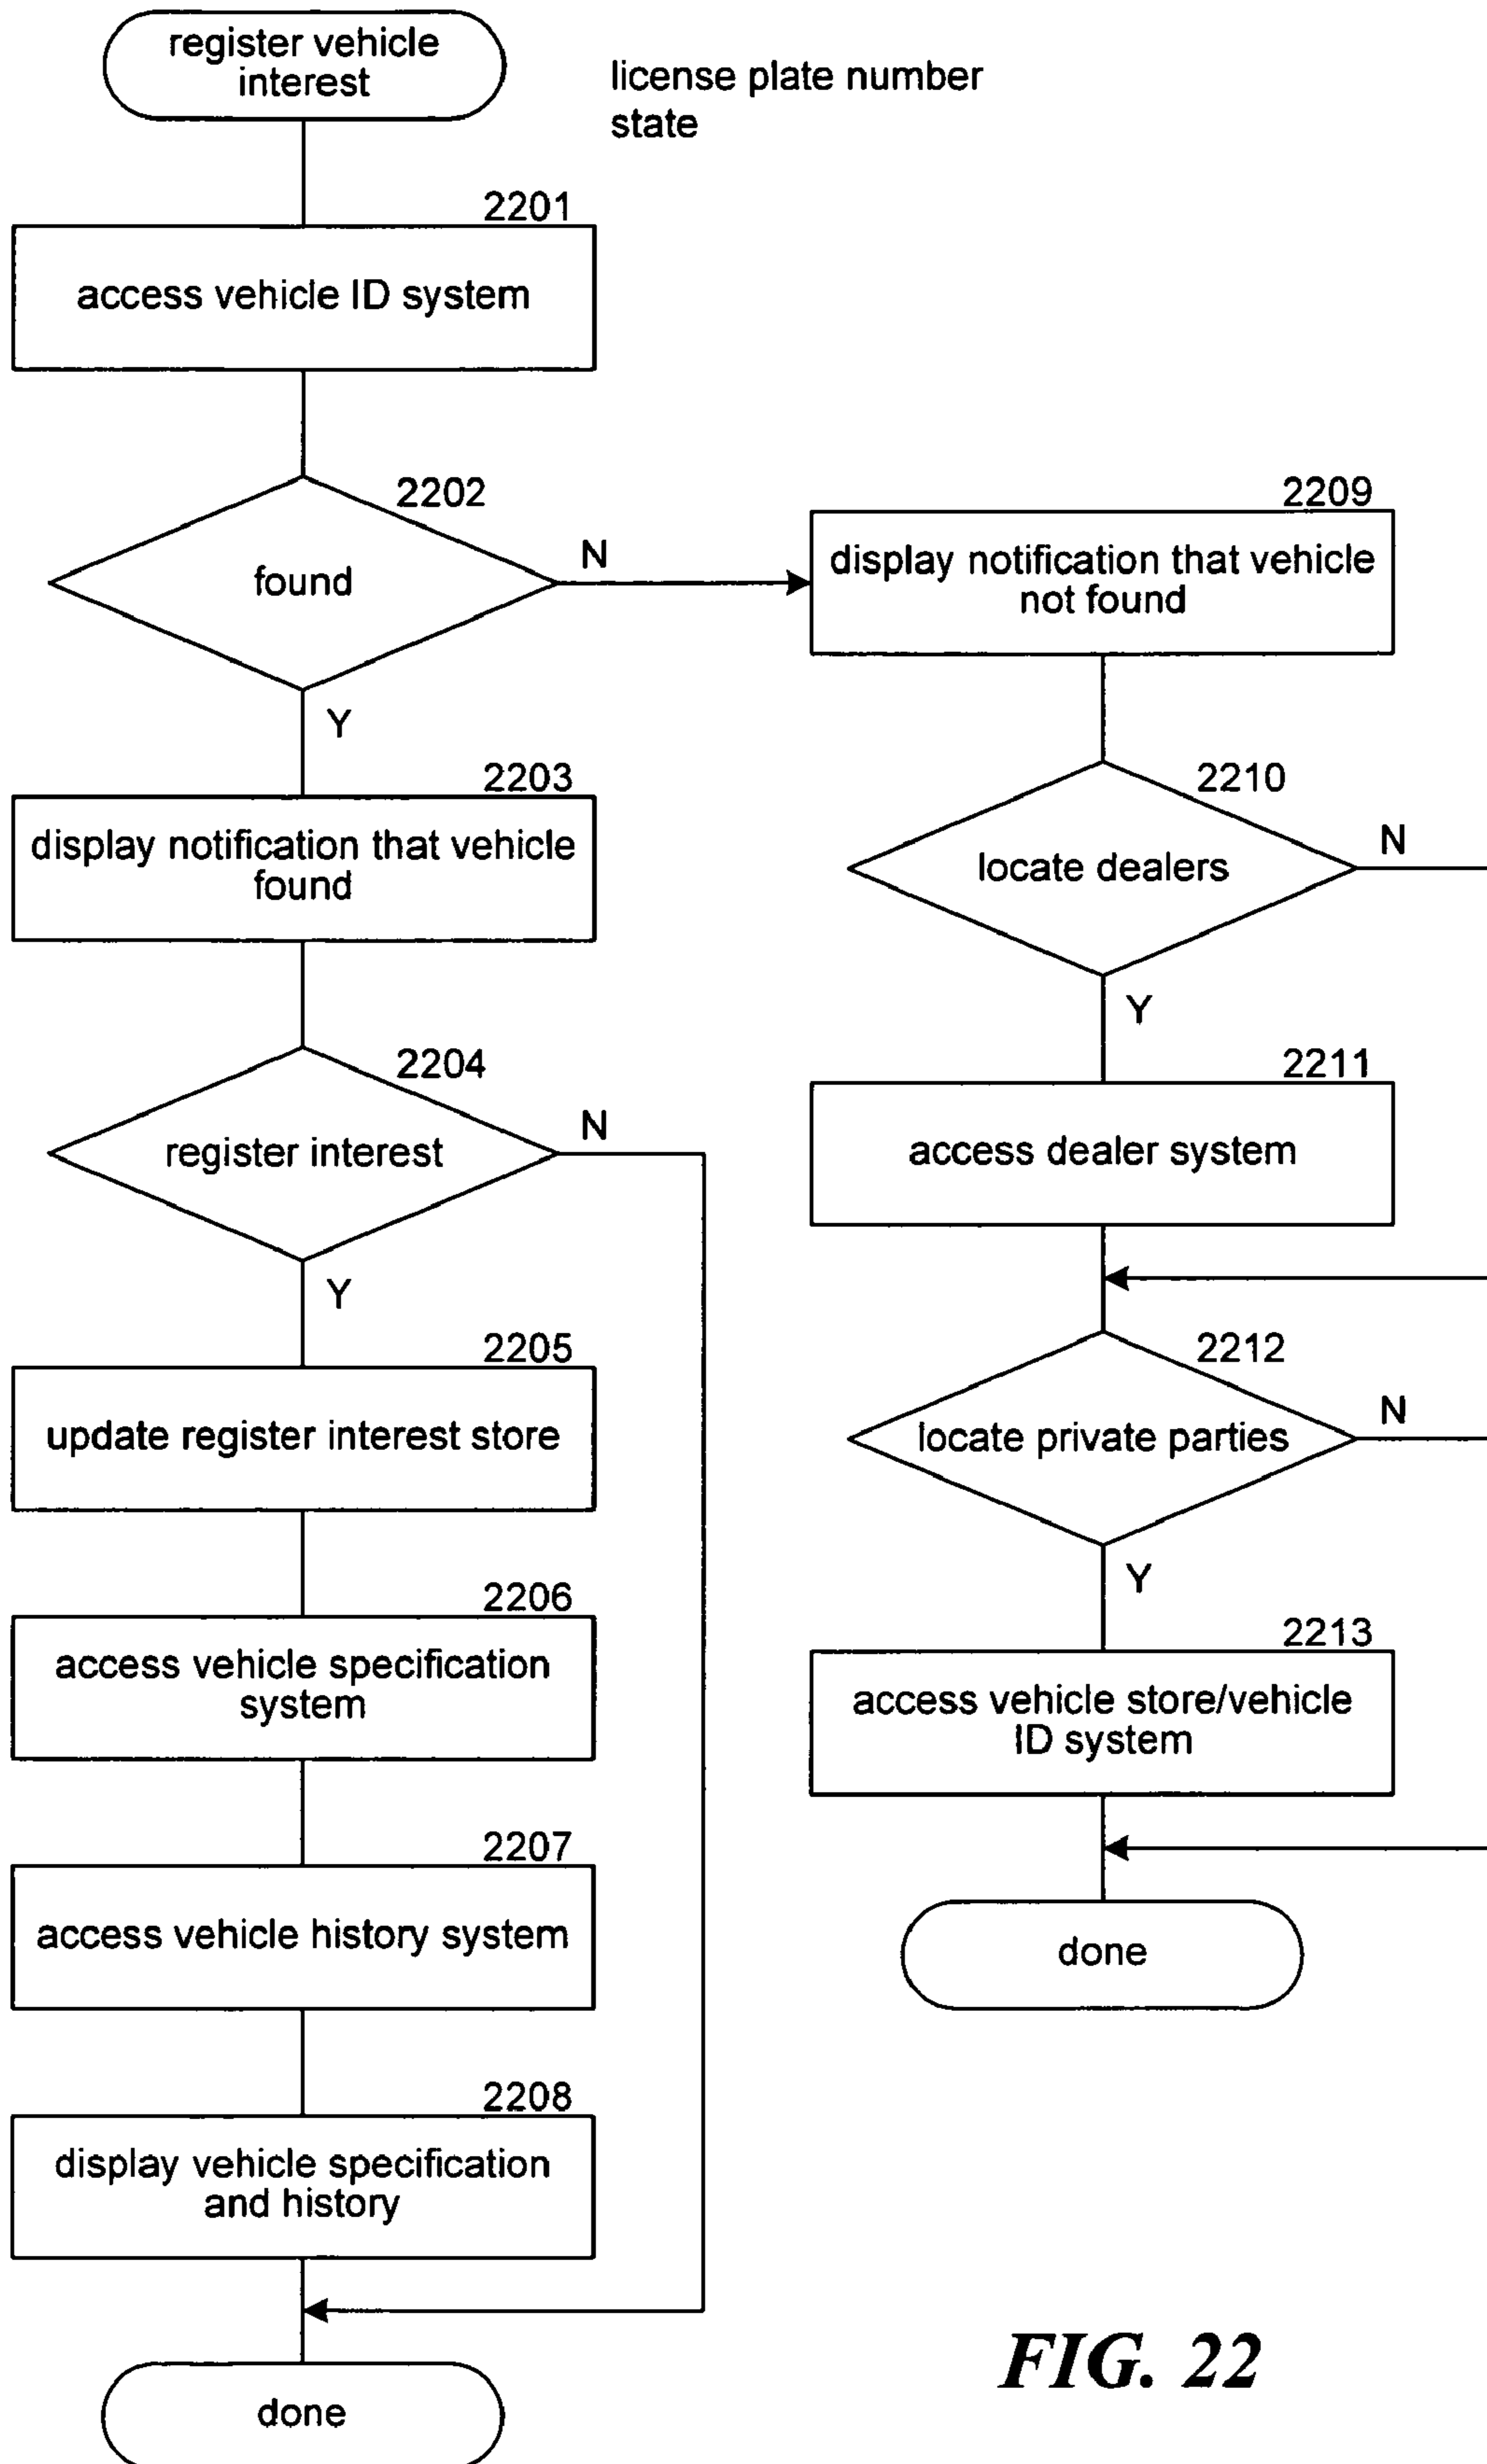 register vehicle
interest
license plate number
state
2201
access vehicle ID system
2202
found
N
Y
2203
display notification that vehicle
found
2204
register interest
N
Y
2205
update register interest store
2206
access vehicle specification
system
2207
access vehicle history system
2208
display vehicle specification
and history
done
2209
display notification that vehicle
not found
2210
locate dealers
N
Y
2211
access dealer system
2212
locate private parties
N
Y
2213
access vehicle store/vehicle
ID system
done
FIG. 22